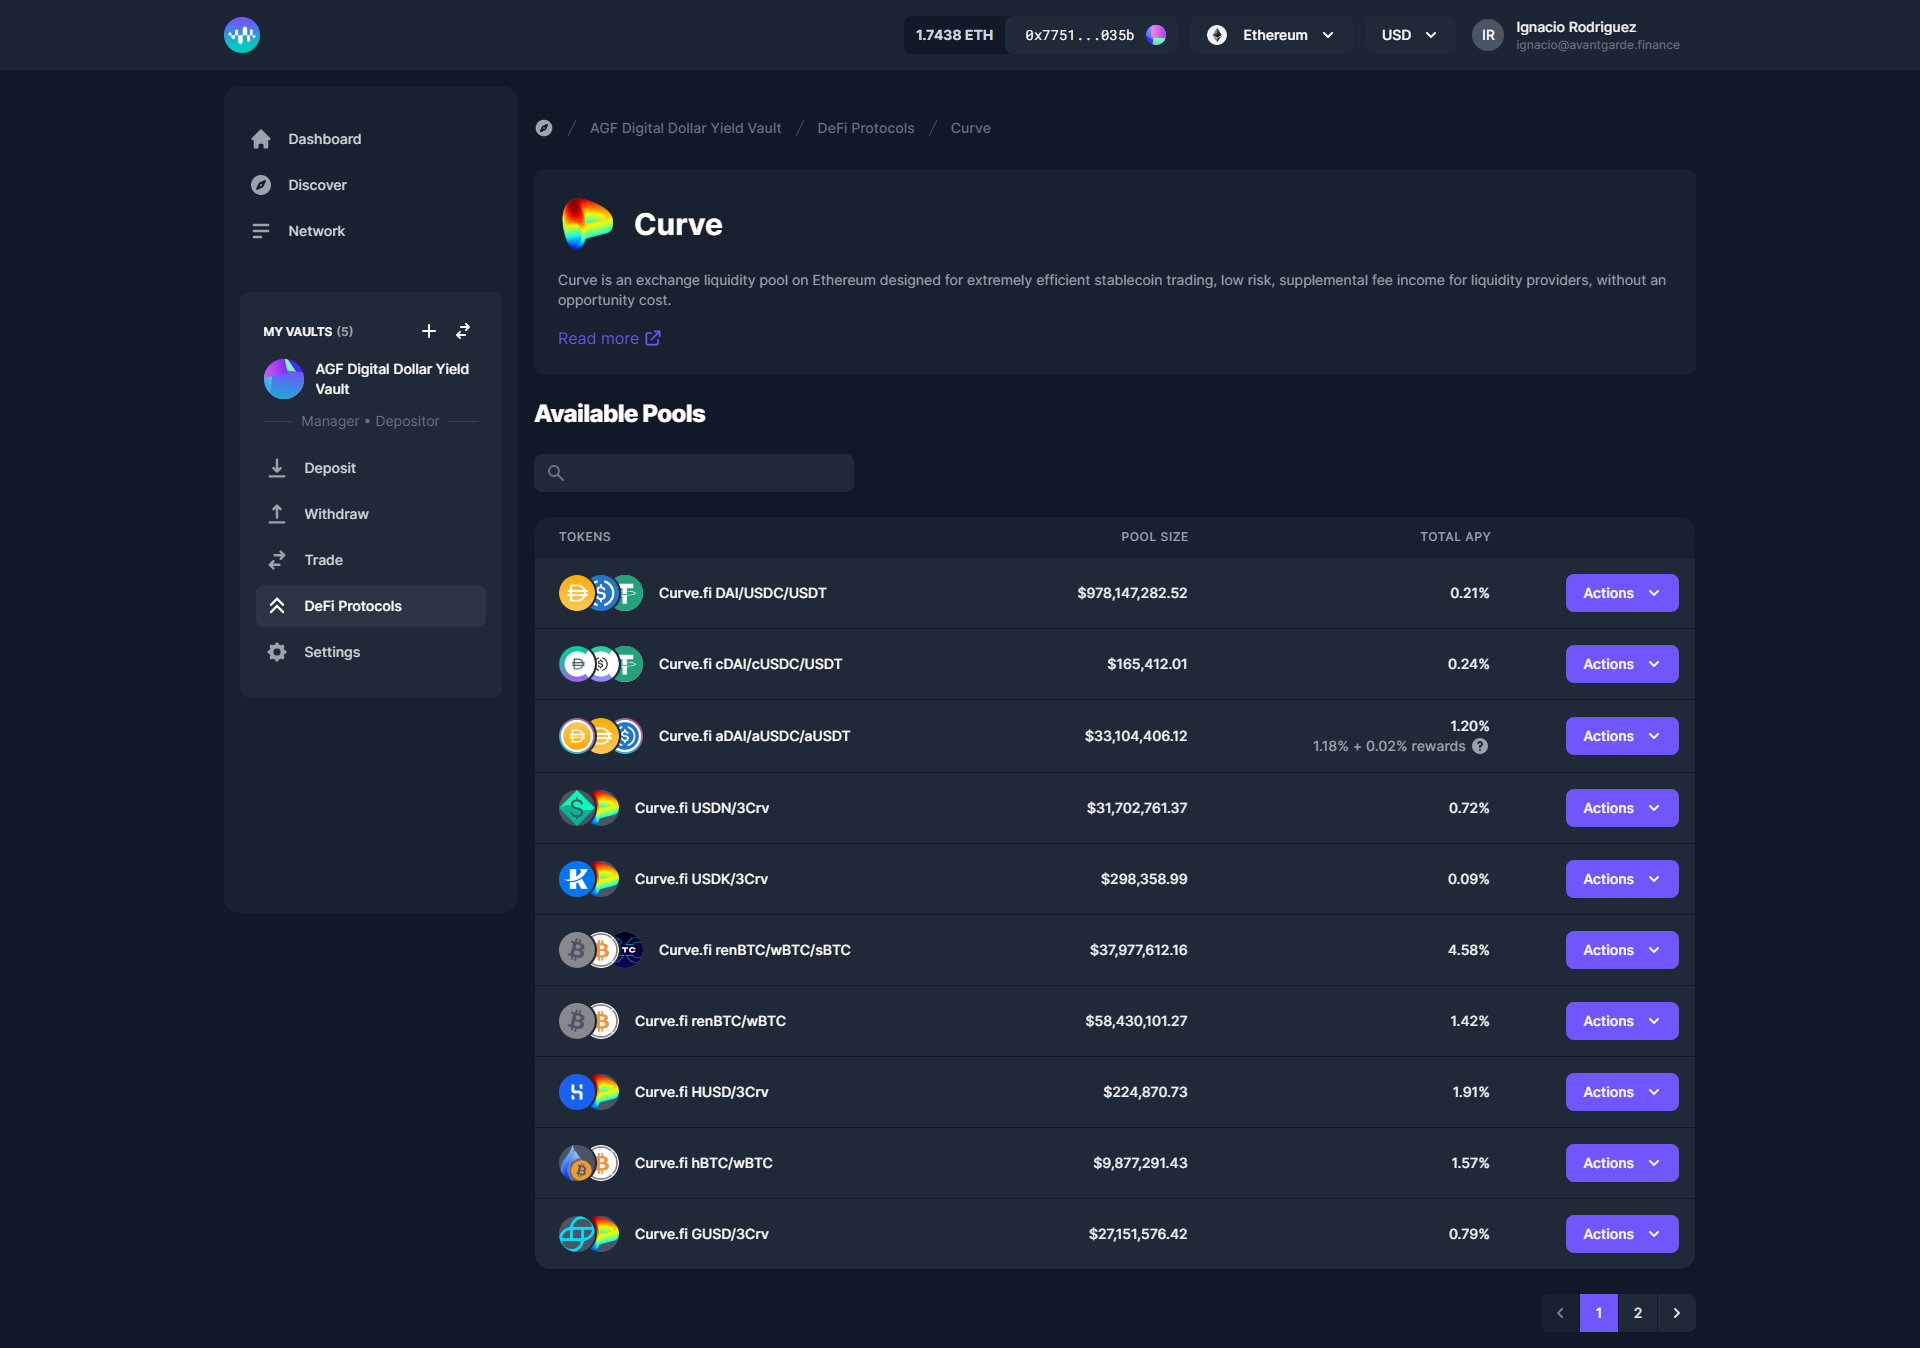 1.7438 ETH
0x7751...035b
Ethereum
USD
IR
Ignacio Rodriguez
ignacio@avantgarde.finance
Dashboard
Discover
Network
MY VAULTS (5)
AGF Digital Dollar Yield
Vault
Manager • Depositor
Deposit
Withdraw
Trade
DeFi Protocols
Settings
/ AGF Digital Dollar Yield Vault / DeFi Protocols / Curve
Curve
Curve is an exchange liquidity pool on Ethereum designed for extremely efficient stablecoin trading, low risk, supplemental fee income for liquidity providers, without an
opportunity cost.
Read more
Available Pools
TOKENS POOL SIZE TOTAL APY
Curve.fi DAI/USDC/USDT $978,147,282.52 0.21% Actions
Curve.fi cDAI/cUSDC/USDT $165,412.01 0.24% Actions
Curve.fi aDAI/aUSDC/aUSDT $33,104,406.12 1.20% Actions
1.18% + 0.02% rewards ?
Curve.fi USDN/3Crv $31,702,761.37 0.72% Actions
Curve.fi USDK/3Crv $298,358.99 0.09% Actions
Curve.fi renBTC/wBTC/sBTC $37,977,612.16 4.58% Actions
Curve.fi renBTC/wBTC $58,430,101.27 1.42% Actions
Curve.fi HUSD/3Crv $224,870.73 1.91% Actions
Curve.fi hBTC/wBTC $9,877,291.43 1.57% Actions
Curve.fi GUSD/3Crv $27,151,576.42 0.79% Actions
1 2